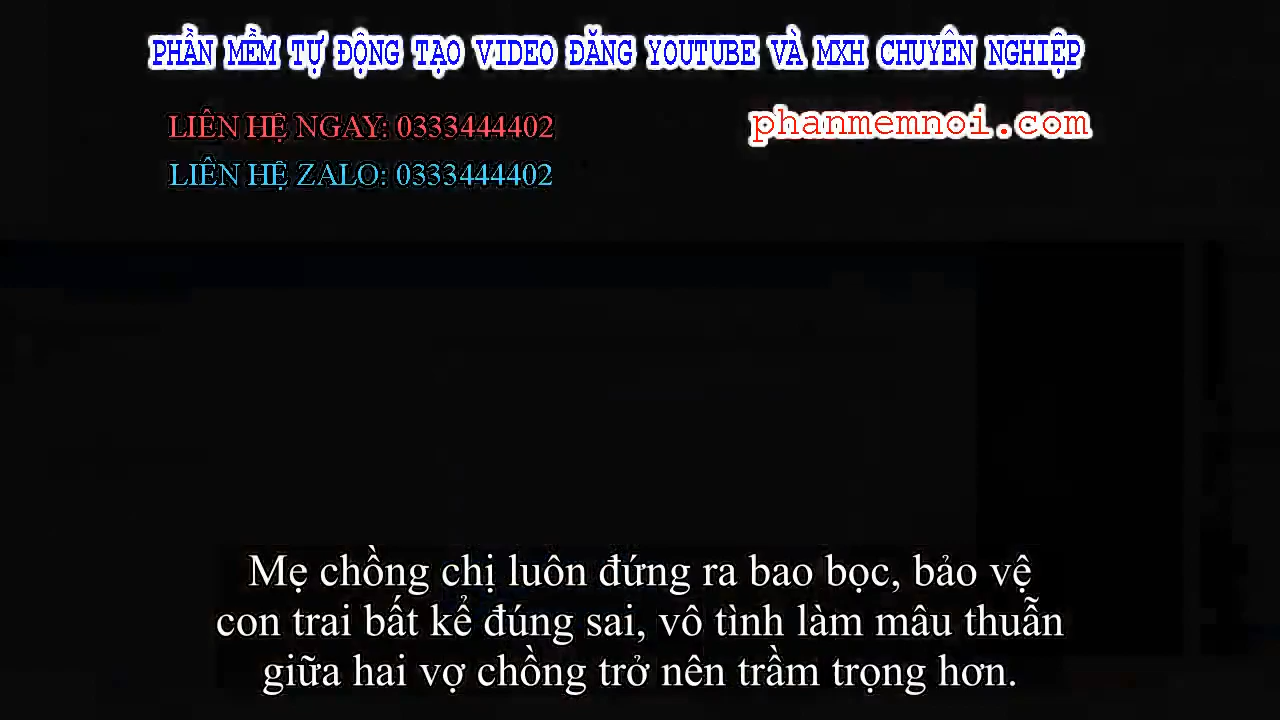 PHẦN MỀM TỰ ĐỘNG TẠO VIDEO ĐĂNG YOUTUBE VÀ MXH CHUYÊN NGHIỆP
LIÊN HỆ NGAY: 0333444402
phanmemnoi.com
LIÊN HỆ ZALO: 0333444402
Mẹ chồng chị luôn đứng ra bao bọc, bảo vệ
con trai bất kể đúng sai, vô tình làm mâu thuẫn
giữa hai vợ chồng trở nên trầm trọng hơn.